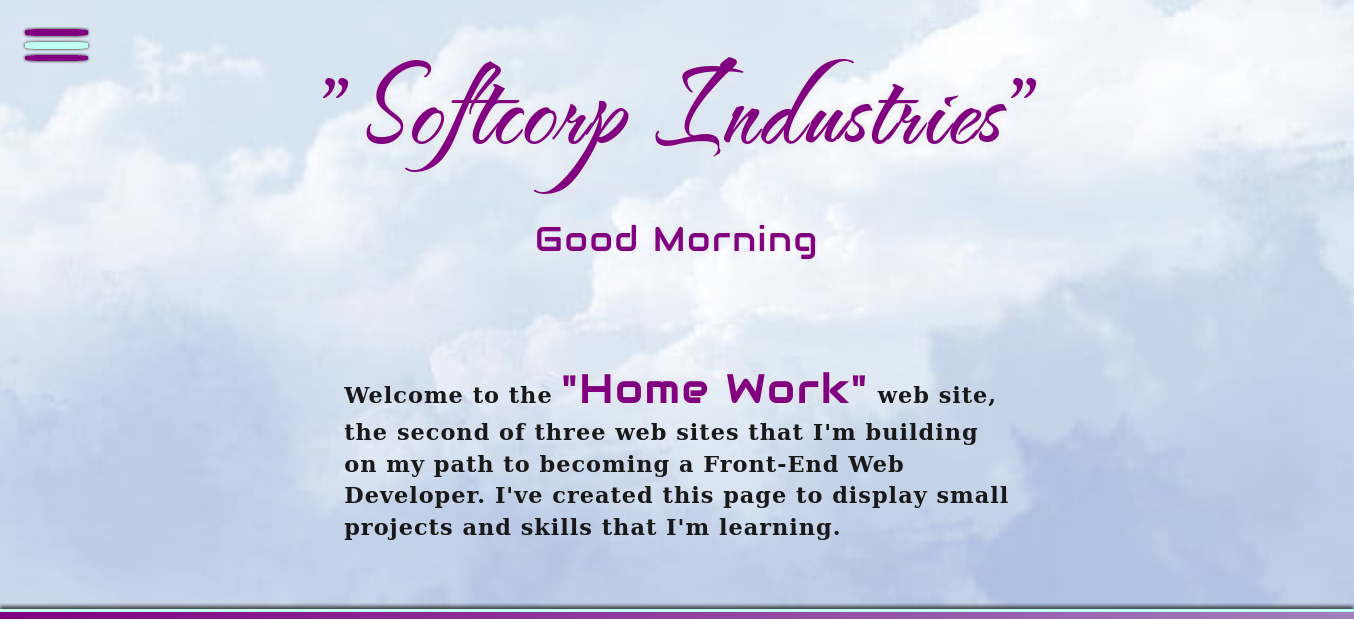 ”Softcorp Industries”
Good Morning
Welcome to the "Home Work" web site,
the second of three web sites that I'm building
on my path to becoming a Front-End Web
Developer. I've created this page to display small
projects and skills that I'm learning.